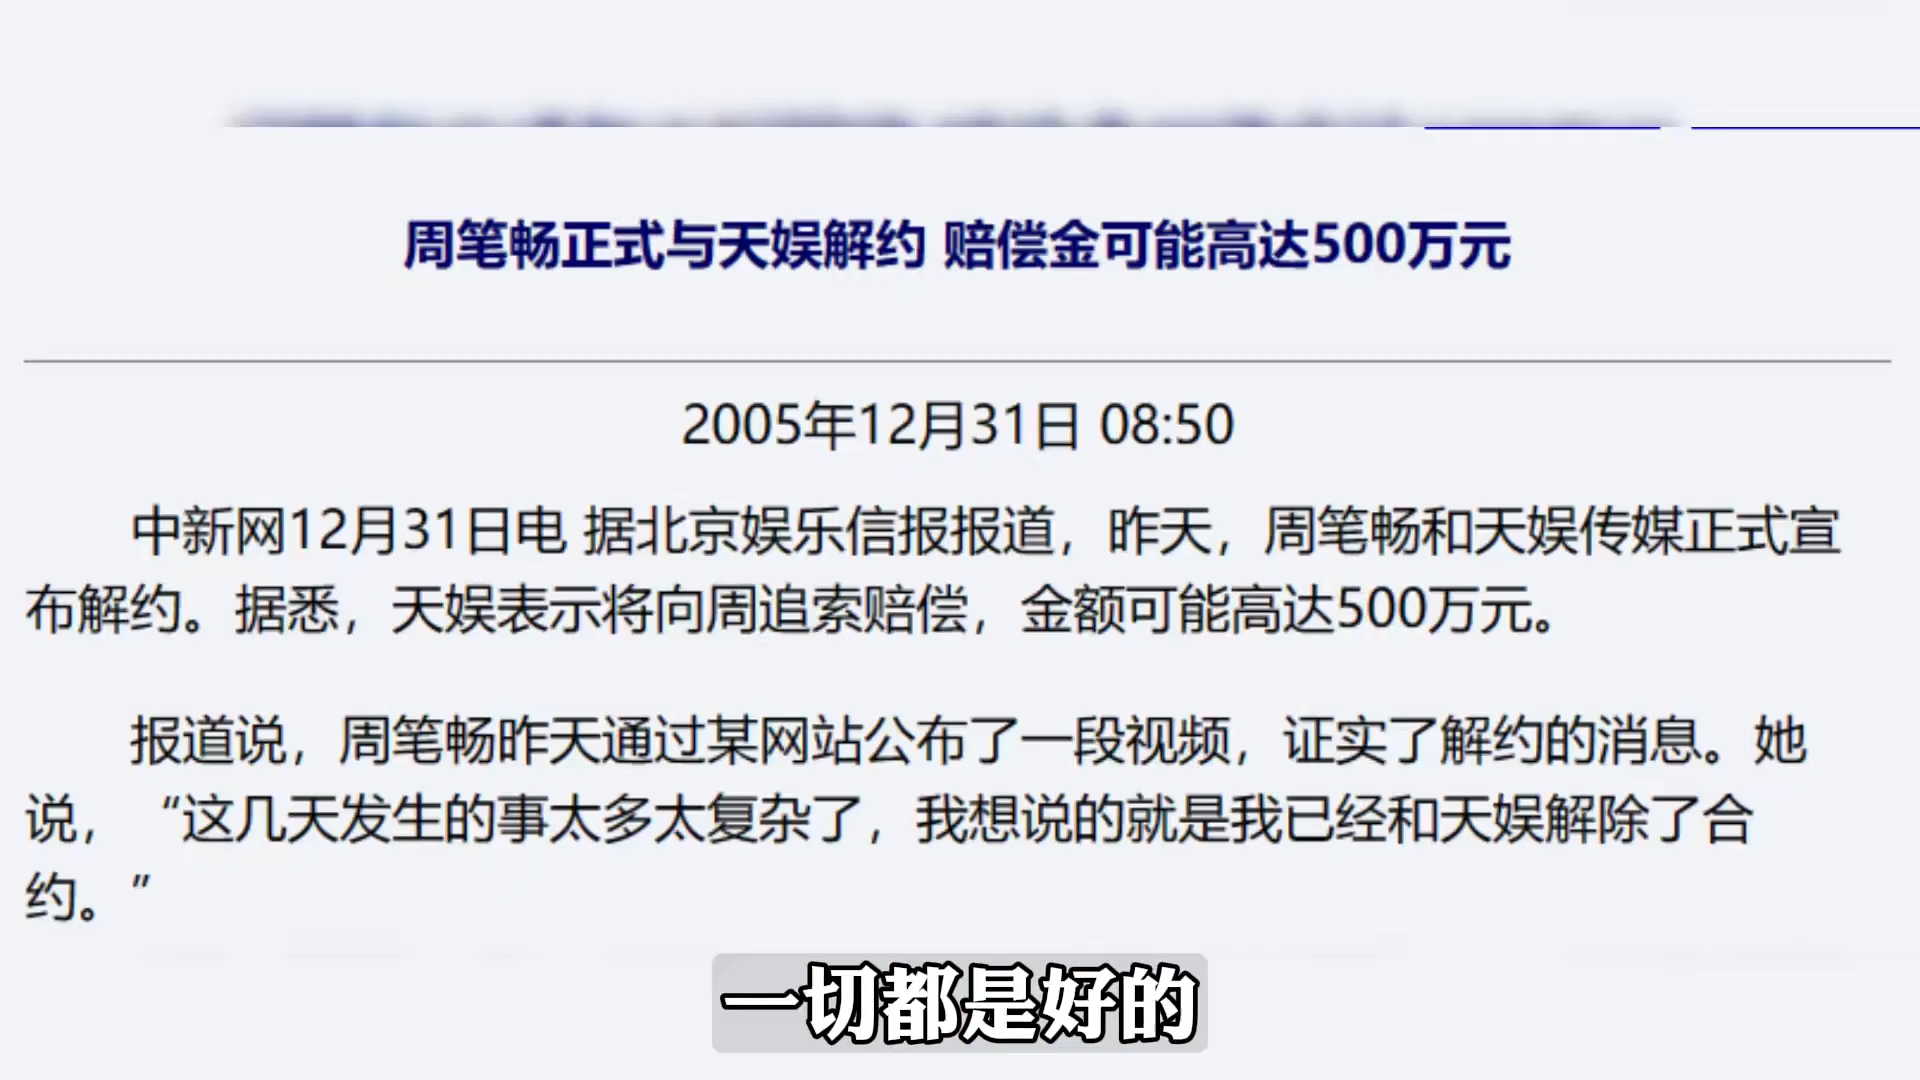 周笔畅正式与天娱解约 赔偿金可能高达500万元
2005年12月31日 08:50
中新网12月31日电 据北京娱乐信报报道，昨天，周笔畅和天娱传媒正式宣
布解约。据悉，天娱表示将向周追索赔偿，金额可能高达500万元。
报道说，周笔畅昨天通过某网站公布了一段视频，证实了解约的消息。她
说，“这几天发生的事太多太复杂了，我想说的就是我已经和天娱解除了合
约。”
一切都是好的